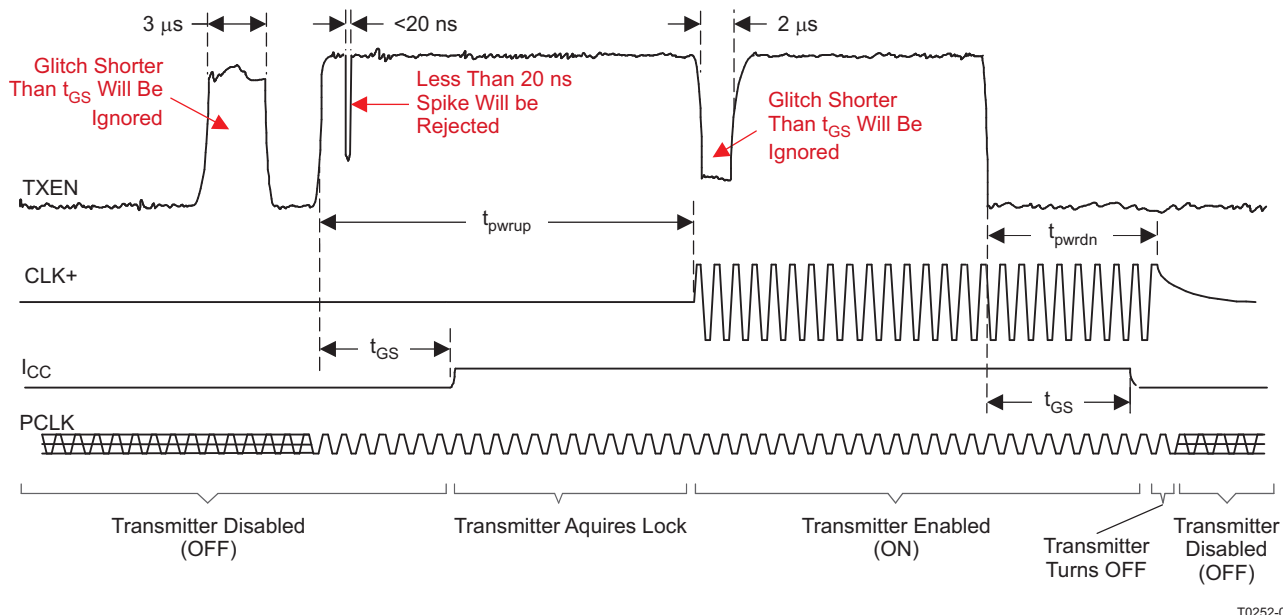 3 μs
<20 ns
2 μs
Glitch Shorter
Than tGS Will Be
Ignored
Less Than 20 ns
Spike Will be
Rejected
Glitch Shorter
Than tGS Will Be
Ignored
TXEN
tpwrup
tpwrdn
CLK+
tGS
ICC
tGS
PCLK
Transmitter Disabled
(OFF)
Transmitter Aquires Lock
Transmitter Enabled
(ON)
Transmitter
Turns OFF
Transmitter
Disabled
(OFF)